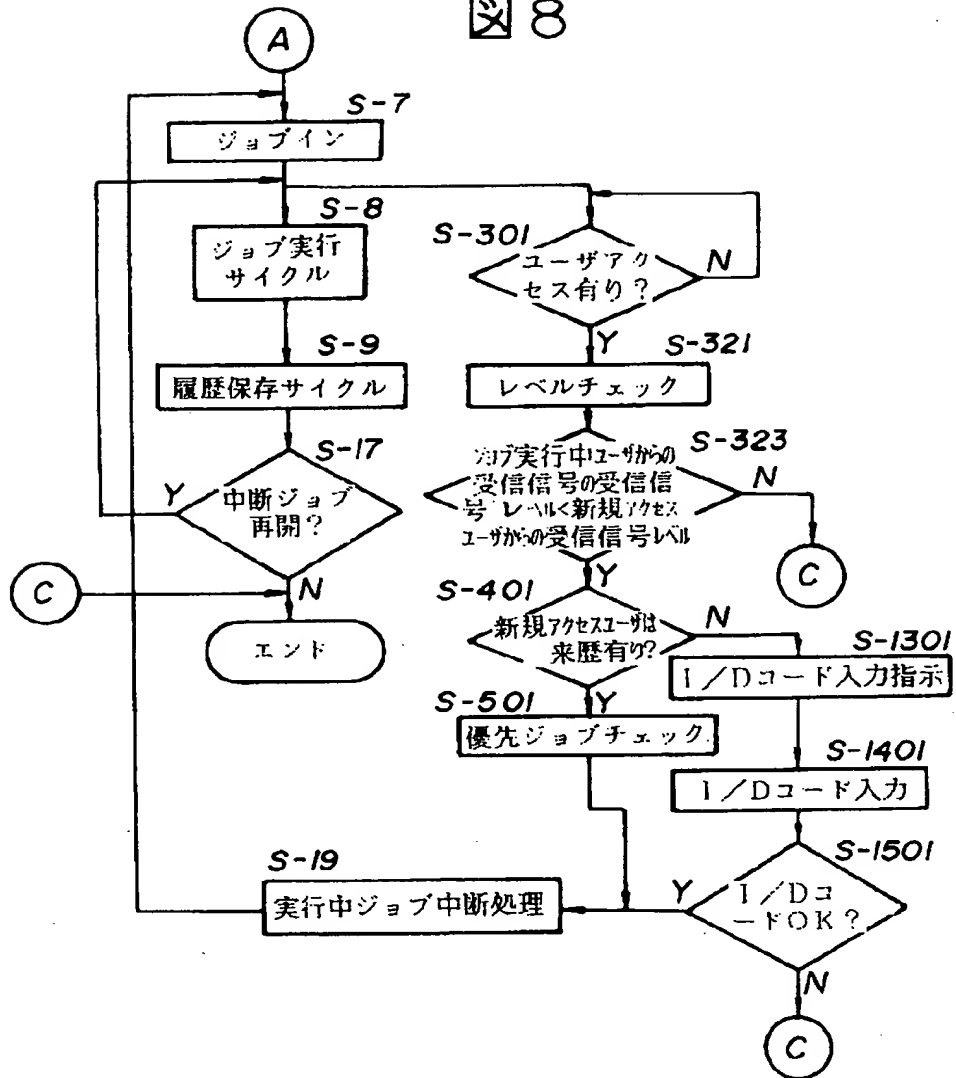 図8
A
S-7
ジョブイン
S-8
ジョブ実行
サイクル
S-9
履歴保存サイクル
S-17
中断ジョブ
再開?
Y
N
C
エンド
S-301
ユーザアク
セス有り?
N
Y
S-321
レベルチェック
S-323
ジョブ実行中ユーザからの
受信信号の受信信
号レベル<新規アクセス
ユーザからの受信信号レベル
N
C
Y
S-401
新規アクセスユーザは
来歴有り?
N
Y
S-501
優先ジョブチェック
S-1301
I/Dコード入力指示
S-1401
I/Dコード入力
S-1501
I/Dコ
ードOK?
Y
N
C
S-19
実行中ジョブ中断処理